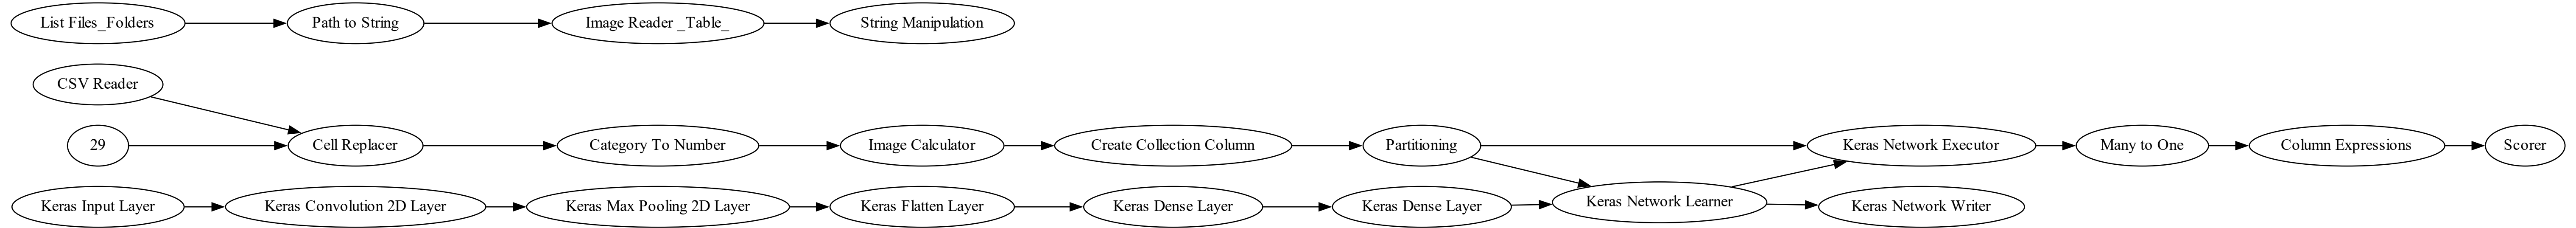 List Files_Folders
Path to String
Image Reader _Table_
String Manipulation
CSV Reader
29
Cell Replacer
Category To Number
Image Calculator
Create Collection Column
Partitioning
Keras Network Executor
Many to One
Column Expressions
Scorer
Keras Input Layer
Keras Convolution 2D Layer
Keras Max Pooling 2D Layer
Keras Flatten Layer
Keras Dense Layer
Keras Dense Layer
Keras Network Learner
Keras Network Writer